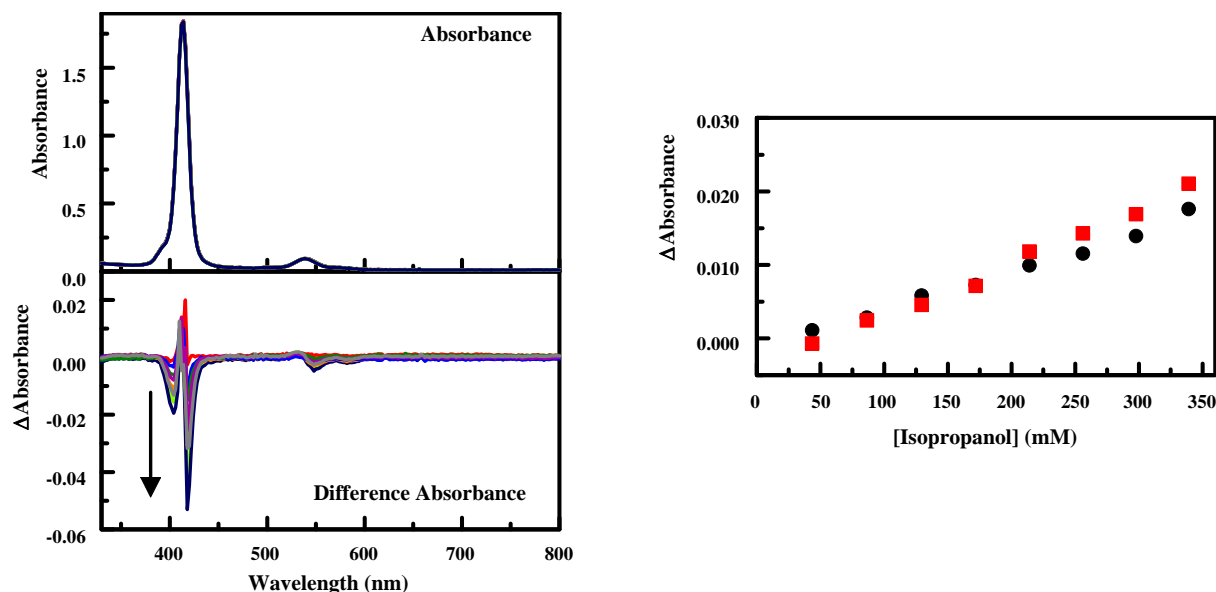 Absorbance
Absorbance
1.5
1.0
0.5
0.0
ΔAbsorbance
0.02
0.00
-0.02
-0.04
-0.06
Difference Absorbance
400 500 600 700 800
Wavelength (nm)
ΔAbsorbance
0.030
0.020
0.010
0.000
0 50 100 150 200 250 300 350
[Isopropanol] (mM)